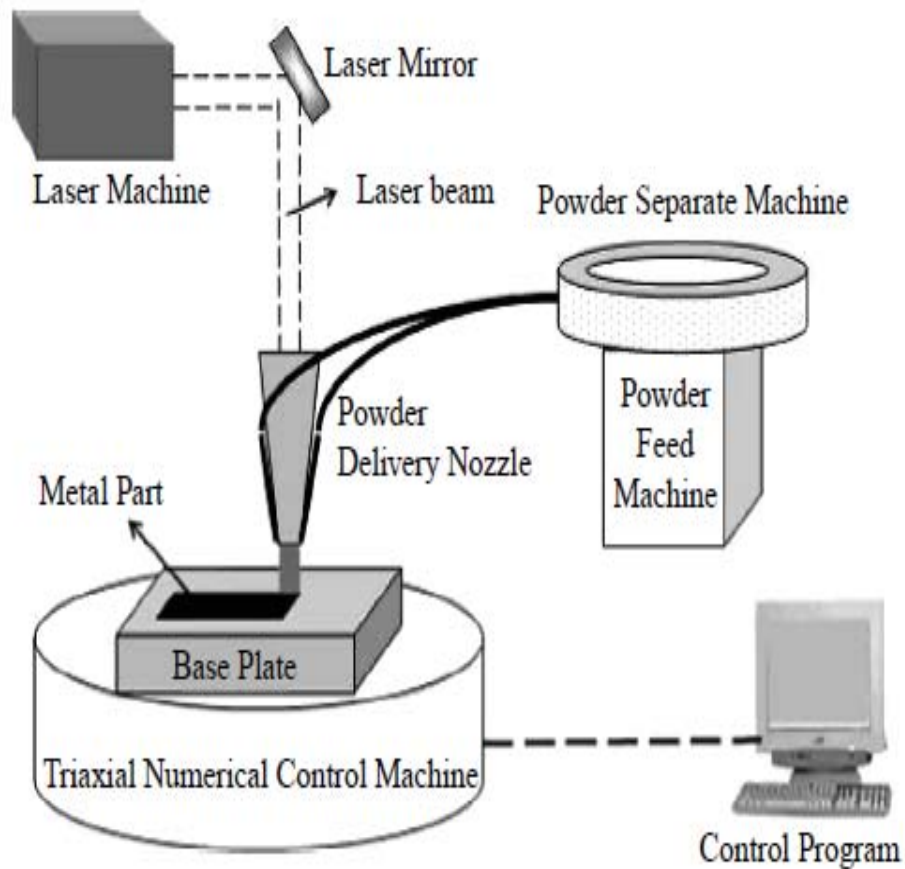 Laser Mirror
Laser Machine
Laser beam
Powder Separate Machine
Powder
Delivery Nozzle
Powder
Feed
Machine
Metal Part
Base Plate
Triaxial Numerical Control Machine
Control Program